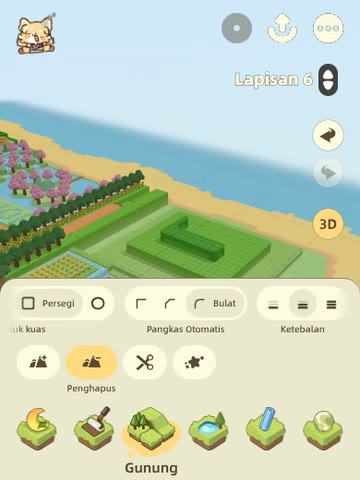 Lapisan 6
3D
Persegi
Bulat
uk kuas
Pangkas Otomatis
Ketebalan
Penghapus
Gunung